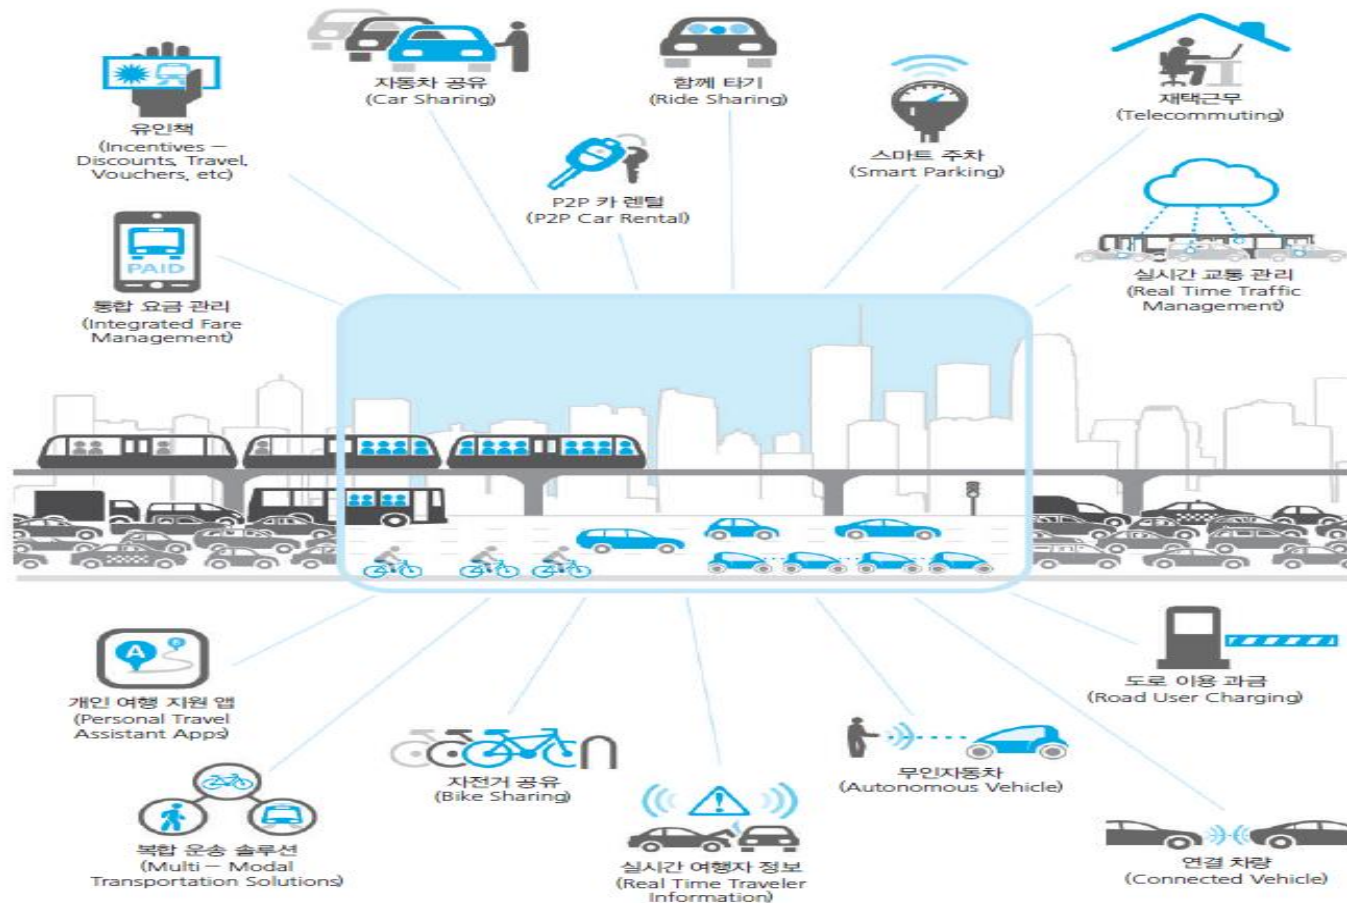 자동차 공유
(Car Sharing)
함께 타기
(Ride Sharing)
재택근무
(Telecommuting)
유인책
(Incentives –
Discounts, Travel,
Vouchers, etc)
스마트 주차
(Smart Parking)
P2P 카 렌털
(P2P Car Rental)
PAID
통합 요금 관리
(Integrated Fare
Management)
실시간 교통 관리
(Real Time Traffic
Management)
A
개인 여행 지원 앱
(Personal Travel
Assistant Apps)
도로 이용 과금
(Road User Charging)
자전거 공유
(Bike Sharing)
무인자동차
(Autonomous Vehicle)
복합 운송 솔루션
(Multi – Modal
Transportation Solutions)
실시간 여행자 정보
(Real Time Traveler
Information)
연결 차량
(Connected Vehicle)